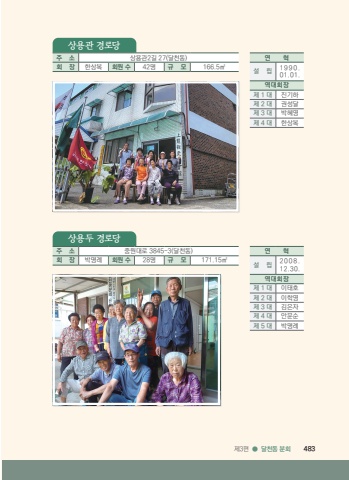 상용관 경로당
주 소 상용관2길 27(달천동)
회 장 한상복 회원 수 42명 규 모 166.5㎡
연 혁
설 립 1990. 01.01.
역대회장
제 1 대 진기하
제 2 대 권성달
제 3 대 박혜영
제 4 대 한상복
상용두 경로당
주 소 중원대로 3845-3(달천동)
회 장 박영례 회원 수 28명 규 모 171.15㎡
연 혁
설 립 2008. 12.30.
역대회장
제 1 대 이태호
제 2 대 이학영
제 3 대 김은자
제 4 대 안문순
제 5 대 박영례
제3편 ● 달천동 문화 483